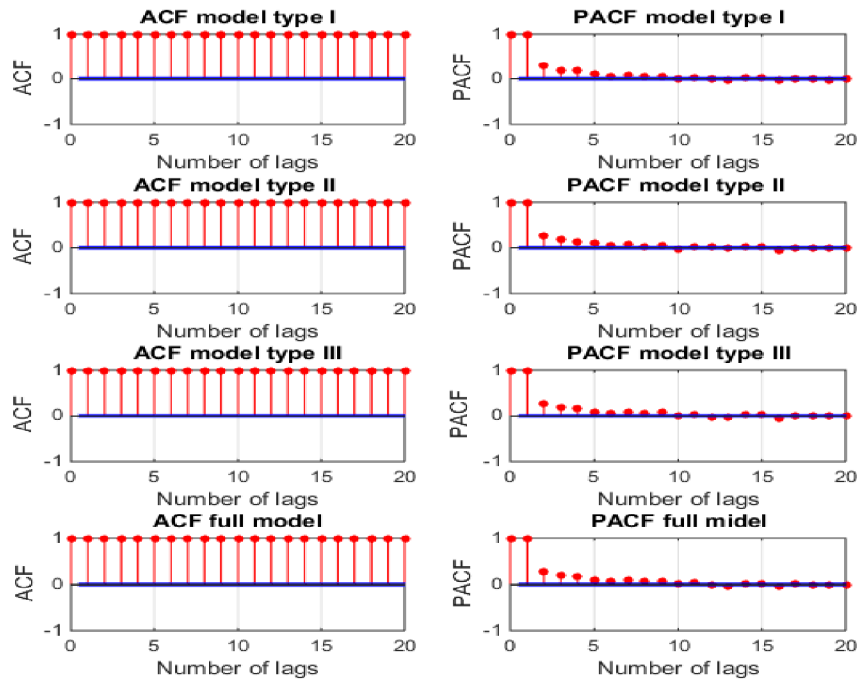 ACF model type I
1
0
-1
ACF
0 5 10 15 20
Number of lags
PACF model type I
1
0
-1
PACF
0 5 10 15 20
Number of lags
ACF model type II
1
0
-1
ACF
0 5 10 15 20
Number of lags
PACF model type II
1
0
-1
PACF
0 5 10 15 20
Number of lags
ACF model type III
1
0
-1
ACF
0 5 10 15 20
Number of lags
PACF model type III
1
0
-1
PACF
0 5 10 15 20
Number of lags
ACF full model
1
0
-1
ACF
0 5 10 15 20
Number of lags
PACF full midel
1
0
-1
PACF
0 5 10 15 20
Number of lags